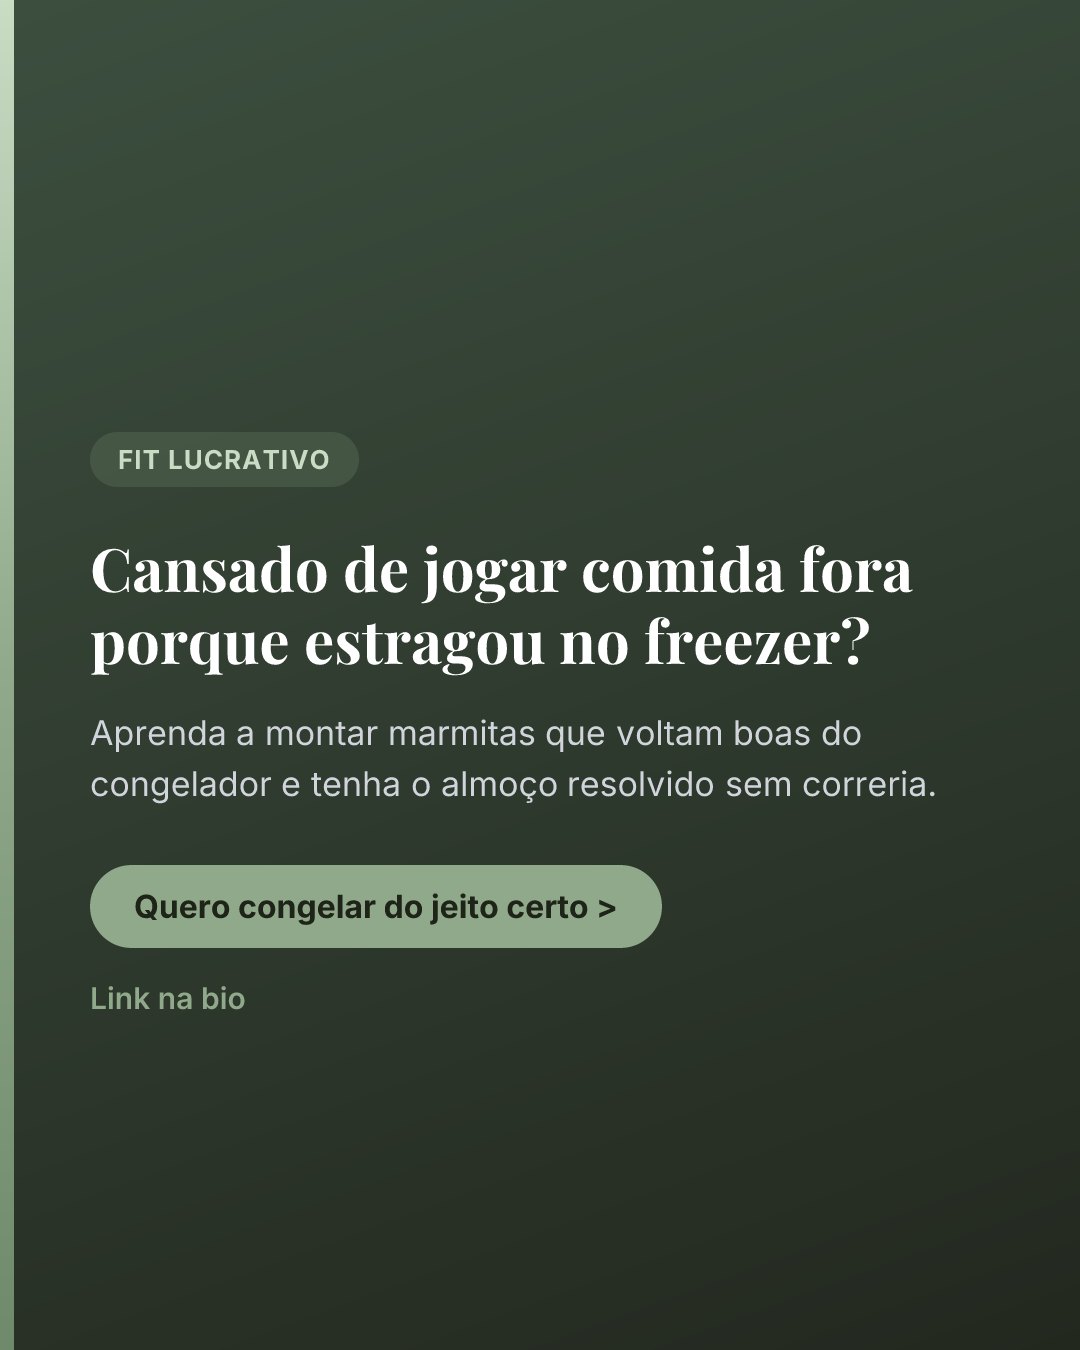 FIT LUCRATIVO
Cansado de jogar comida fora
porque estragou no freezer?
Aprenda a montar marmitas que voltam boas do
congelador e tenha o almoço resolvido sem correria.
Quero congelar do jeito certo >
Link na bio